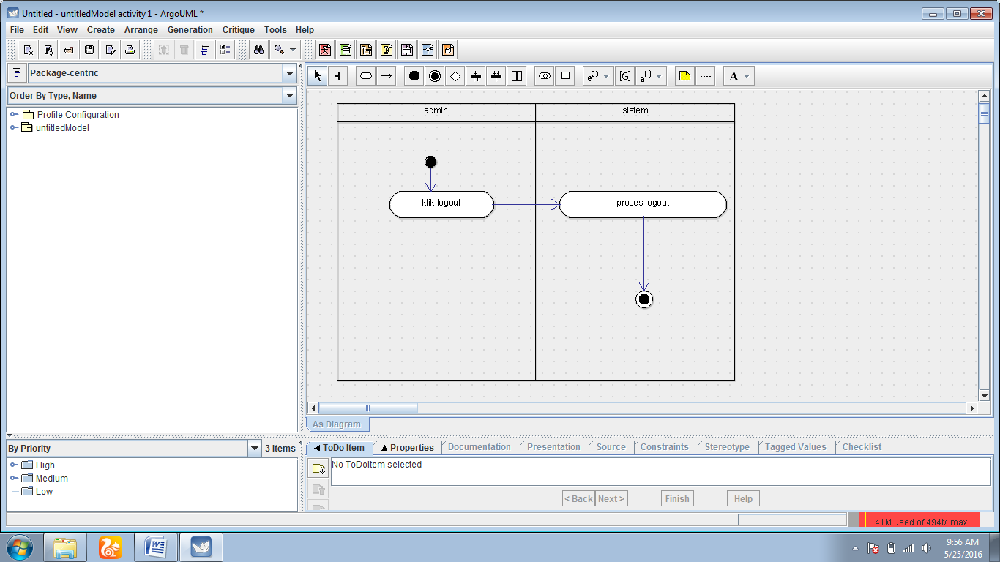 Untitled - untitledModel activity 1 - ArgoUML *
File Edit View Create Arrange Generation Critique Tools Help
Package-centric
Order By Type, Name
Profile Configuration
untitledModel
e()
[G]
a()
A
admin sistem
klik logout proses logout
As Diagram
By Priority 3 Items
High
Medium
Low
ToDo Item Properties Documentation Presentation Source Constraints Stereotype Tagged Values Checklist
No ToDoItem selected
< Back Next > Finish Help
41M used of 494M max
9:56 AM
5/25/2016